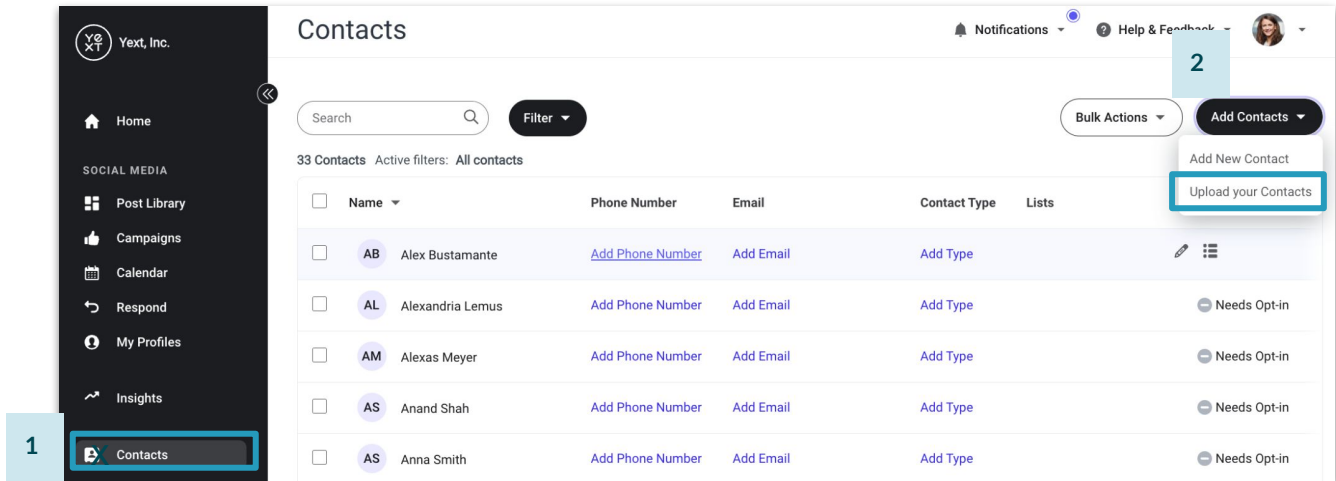 Yext, Inc.
Contacts
Notifications
Help & Feedback
2
Home
SOCIAL MEDIA
Post Library
Campaigns
Calendar
Respond
My Profiles
Insights
1
Contacts
Search
Filter
Bulk Actions
Add Contacts
Add New Contact
Upload your Contacts
33 Contacts Active filters: All contacts
Name Phone Number Email Contact Type Lists
AB Alex Bustamante Add Phone Number Add Email Add Type
AL Alexandria Lemus Add Phone Number Add Email Add Type Needs Opt-in
AM Alexas Meyer Add Phone Number Add Email Add Type Needs Opt-in
AS Anand Shah Add Phone Number Add Email Add Type Needs Opt-in
AS Anna Smith Add Phone Number Add Email Add Type Needs Opt-in